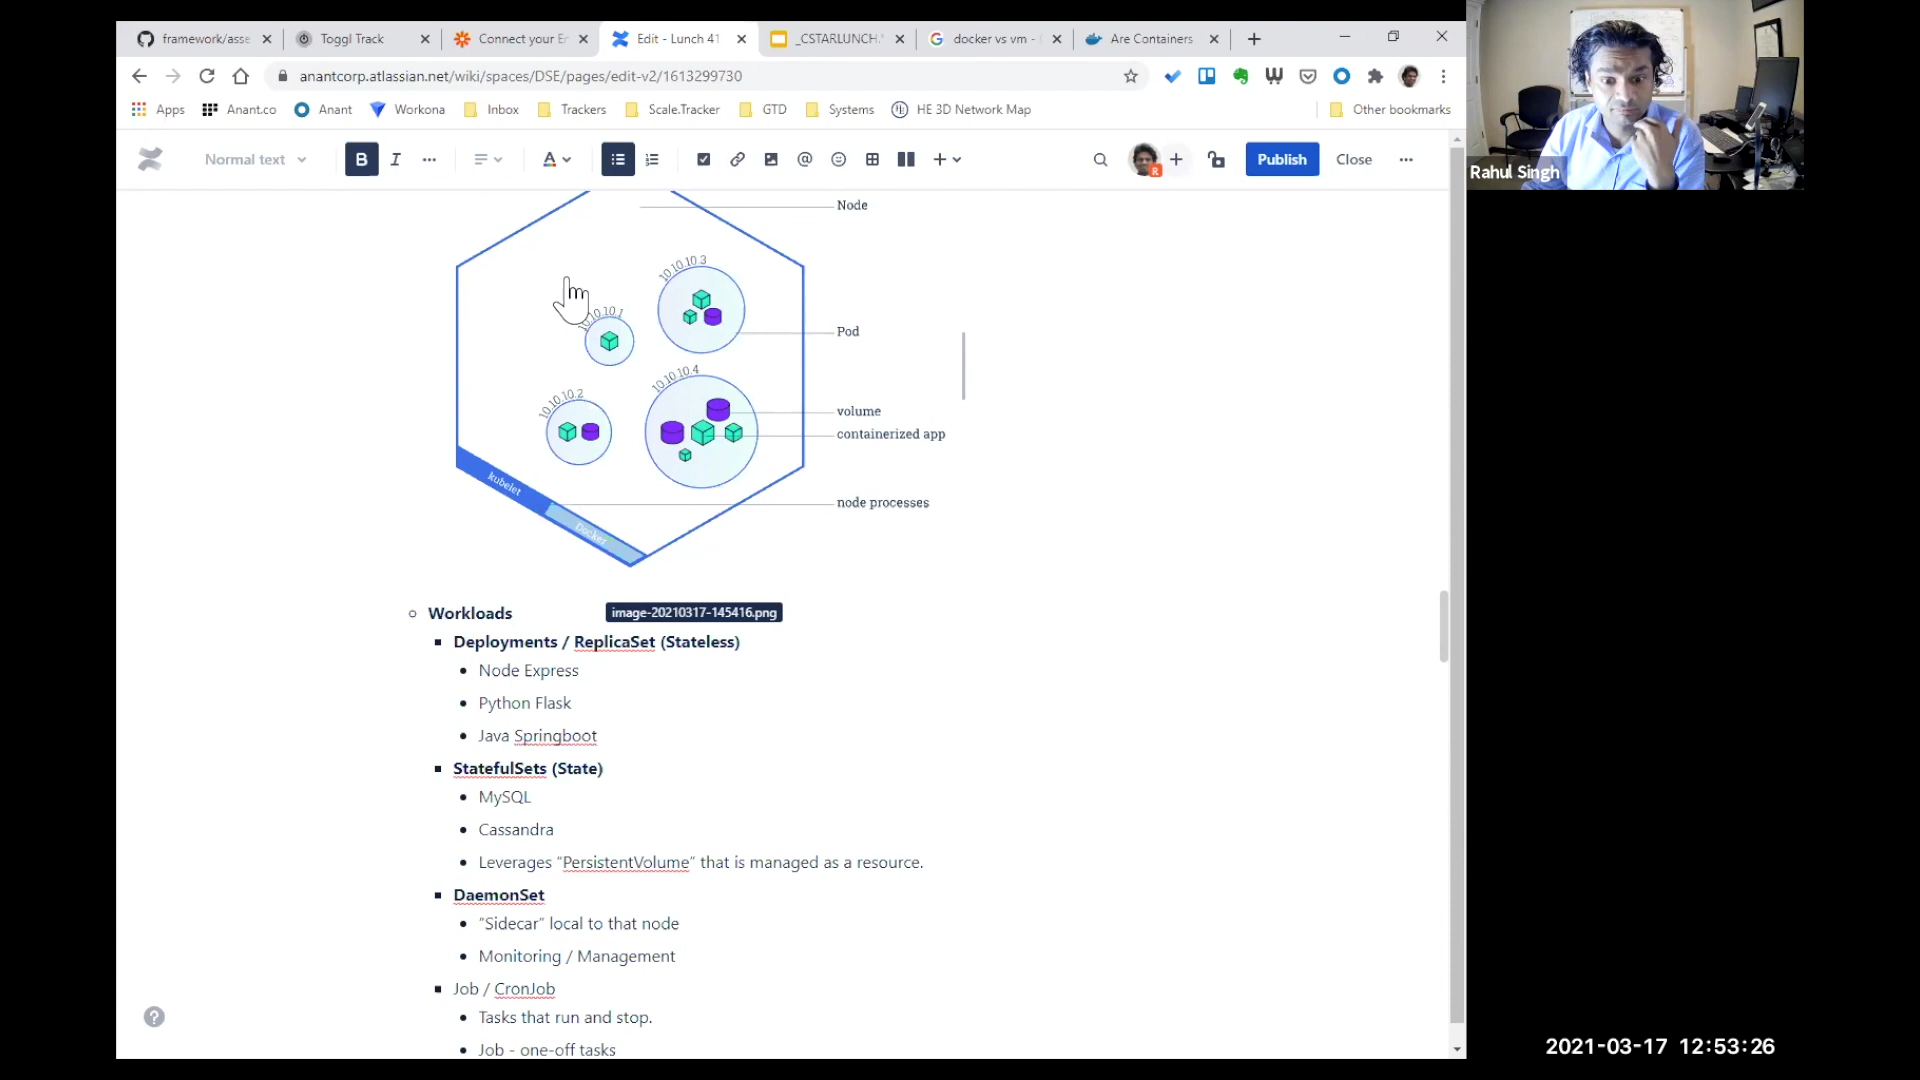 framework/asse
Toggl Track
Connect your E
Edit - Lunch 41
_CSTARLUNCH.
docker vs vm -
Are Containers
anantcorp.atlassian.net/wiki/spaces/DSE/pages/edit-v2/1613299730
Apps
Anant.co
Anant
Workona
Inbox
Trackers
Scale.Tracker
GTD
Systems
HE 3D Network Map
Other bookmarks
Normal text
B
I
A
R
Publish
Close
Rahul Singh
Node
10.10.10.3
10.10.10.1
Pod
10.10.10.4
10.10.10.2
volume
containerized app
kubelet
node processes
Docker
Workloads
image-20210317-145416.png
Deployments / ReplicaSet (Stateless)
Node Express
Python Flask
Java Springboot
StatefulSets (State)
MySQL
Cassandra
Leverages “PersistentVolume” that is managed as a resource.
DaemonSet
“Sidecar” local to that node
Monitoring / Management
Job / CronJob
Tasks that run and stop.
Job - one-off tasks
2021-03-17 12:53:26